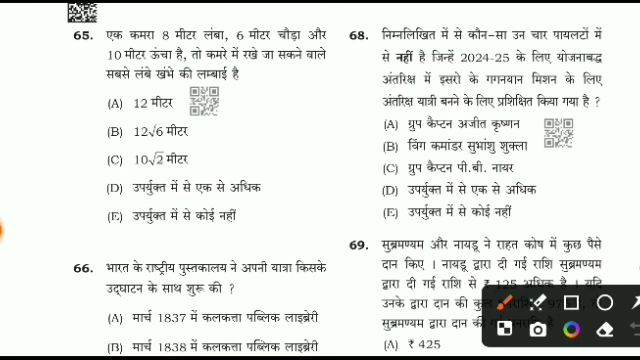 65. एक कमरा 8 मीटर लंबा, 6 मीटर चौड़ा और
10 मीटर ऊंचा है, तो कमरे में रखे जा सकने वाले
सबसे लंबे खंभे की लम्बाई है
(A) 12 मीटर
(B) 12√6 मीटर
(C) 10√2 मीटर
(D) उपर्युक्त में से एक से अधिक
(E) उपर्युक्त में से कोई नहीं
66. भारत के राष्ट्रीय पुस्तकालय ने अपनी यात्रा किसके
उद्घाटन के साथ शुरू की ?
(A) मार्च 1837 में कलकत्ता पब्लिक लाइब्रेरी
(B) मार्च 1838 में कलकत्ता पब्लिक लाइब्रेरी
68. निम्नलिखित में से कौन-सा उन चार पायलटों में
से नहीं है जिन्हें 2024-25 के लिए योजनाबद्ध
अंतरिक्ष में इसरो के गगनयान मिशन के लिए
अंतरिक्ष यात्री बनने के लिए प्रशिक्षित किया गया है ?
(A) ग्रुप कैप्टन अजीत कृष्णन
(B) विंग कमांडर सुभांशु शुक्ला
(C) ग्रुप कैप्टन पी.बी. नायर
(D) उपर्युक्त में से एक से अधिक
(E) उपर्युक्त में से कोई नहीं
69. सुब्रमण्यम और नायडू ने राहत कोष में कुछ पैसे
दान किए । नायडू द्वारा दी गई राशि सुब्रमण्यम
द्वारा दी गई राशि से ₹ 125 अधिक है । यदि
उनके द्वारा दान की कुल
सुब्रमण्यम द्वारा दान की
(A) ₹ 425